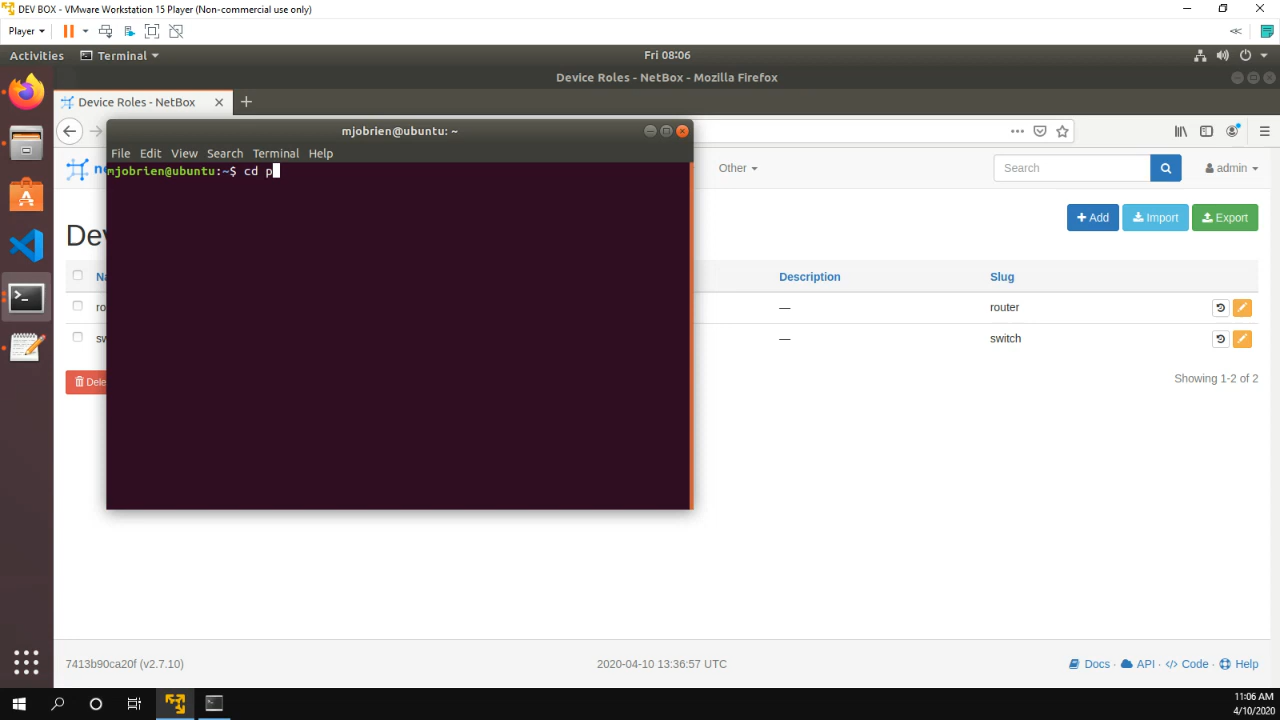 DEV BOX - VMware Workstation 15 Player (Non-commercial use only)
Player
Activities Terminal Fri 08:06
Device Roles - NetBox - Mozilla Firefox
Device Roles - NetBox
mjobrien@ubuntu: ~
File Edit View Search Terminal Help
mjobrien@ubuntu:~$ cd p
Other Search admin
Add Import Export
Description Slug
— router
— switch
Showing 1-2 of 2
7413b90ca20f (v2.7.10) 2020-04-10 13:36:57 UTC Docs · API · Code · Help
11:06 AM
4/10/2020